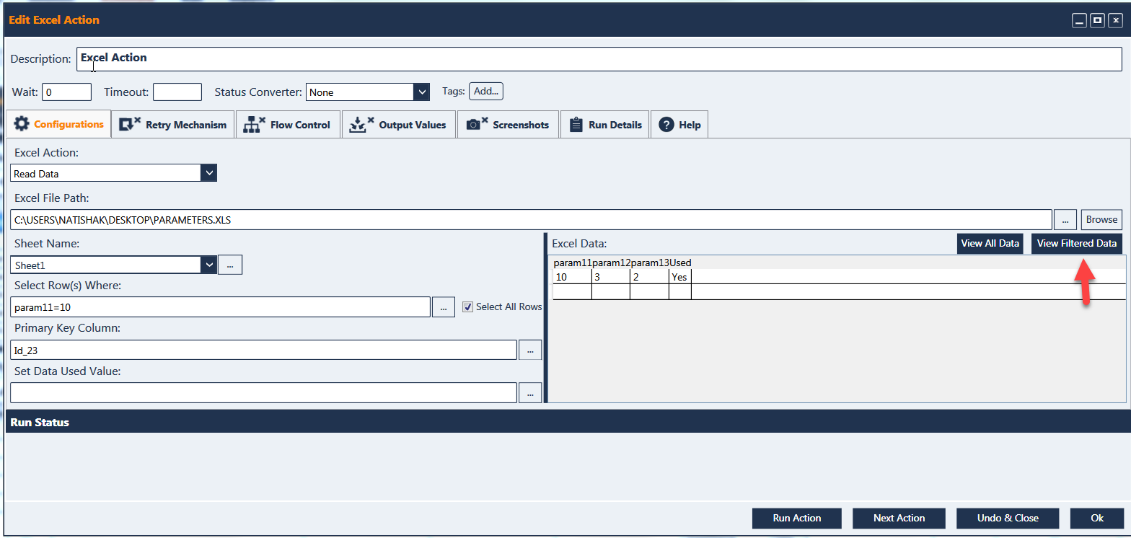 Edit Excel Action
Description: Excel Action
Wait: 0 Timeout: Status Converter: None Tags: Add...
Configurations Retry Mechanism Flow Control Output Values Screenshots Run Details Help
Excel Action:
Read Data
Excel File Path:
C:\USERS\NATISHAK\DESKTOP\PARAMETERS.XLS ... Browse
Sheet Name:
Sheet1 ...
Select Row(s) Where:
param11=10 ... Select All Rows
Primary Key Column:
Id_23 ...
Set Data Used Value:
...
Excel Data: View All Data View Filtered Data
param11 param12 param13 Used
10 3 2 Yes
Run Status
Run Action Next Action Undo & Close Ok